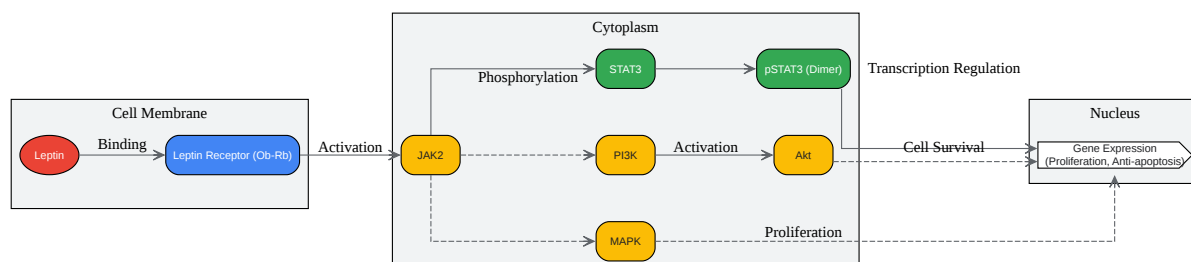 Cytoplasm
STAT3
pSTAT3 (Dimer)
Transcription Regulation
Phosphorylation
Cell Membrane
Nucleus
Leptin
Binding
Leptin Receptor (Ob-Rb)
Activation
JAK2
PI3K
Activation
Akt
Cell Survival
Gene Expression
(Proliferation, Anti-apoptosis)
MAPK
Proliferation